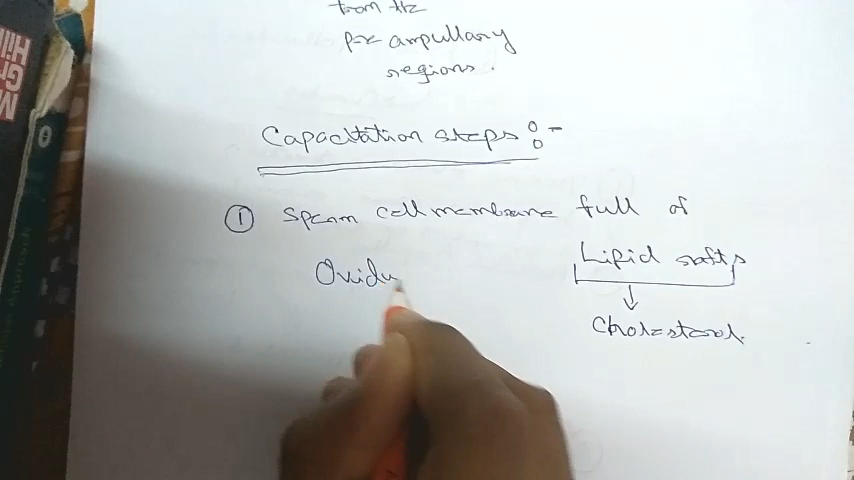 from the
pre ampullary
regions.
Capacitation steps :-
① Sperm cell membrane full of
Lipid rafts
Ovidu
↓
Cholesterol.